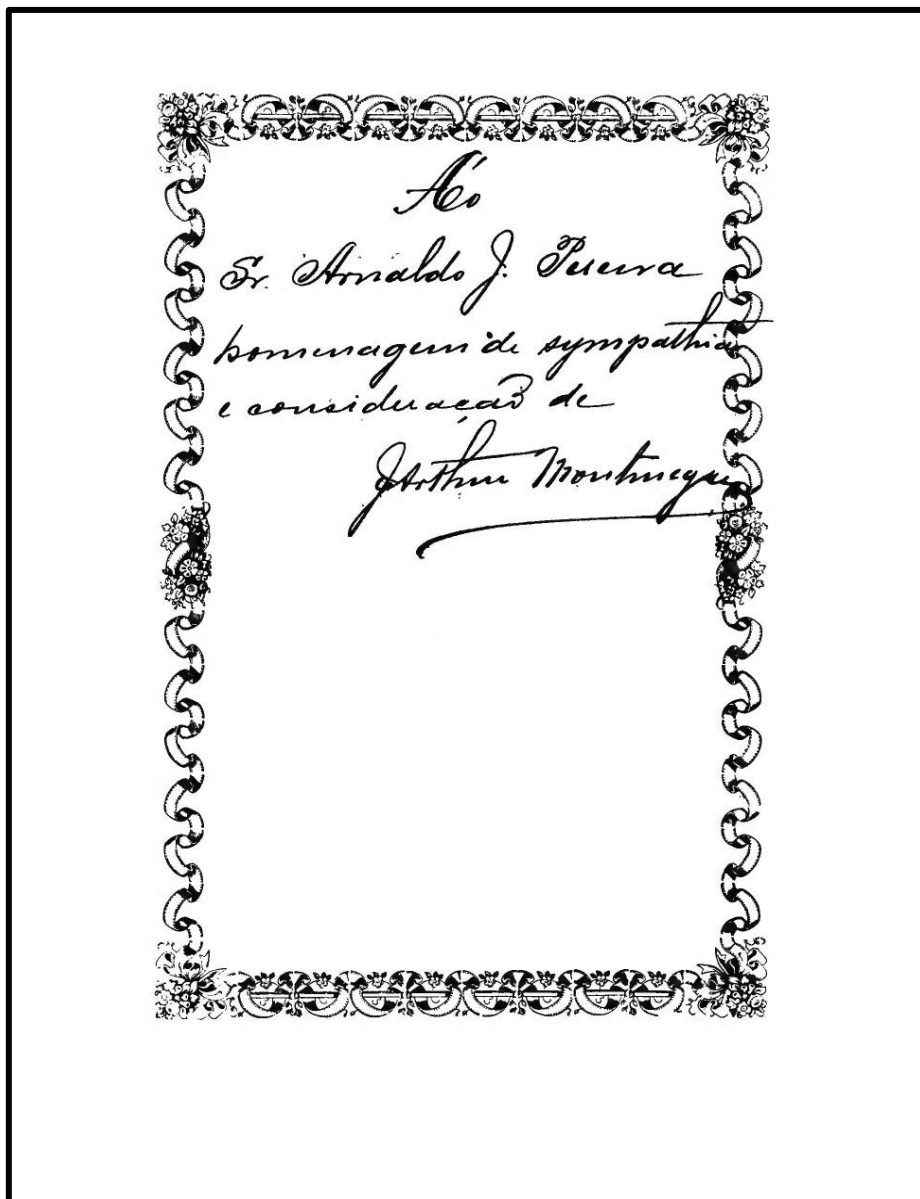 Ao
Sr. Arnaldo J. Pereira
homenagem de sympathia
e consideração de
J Arthur Montenegro